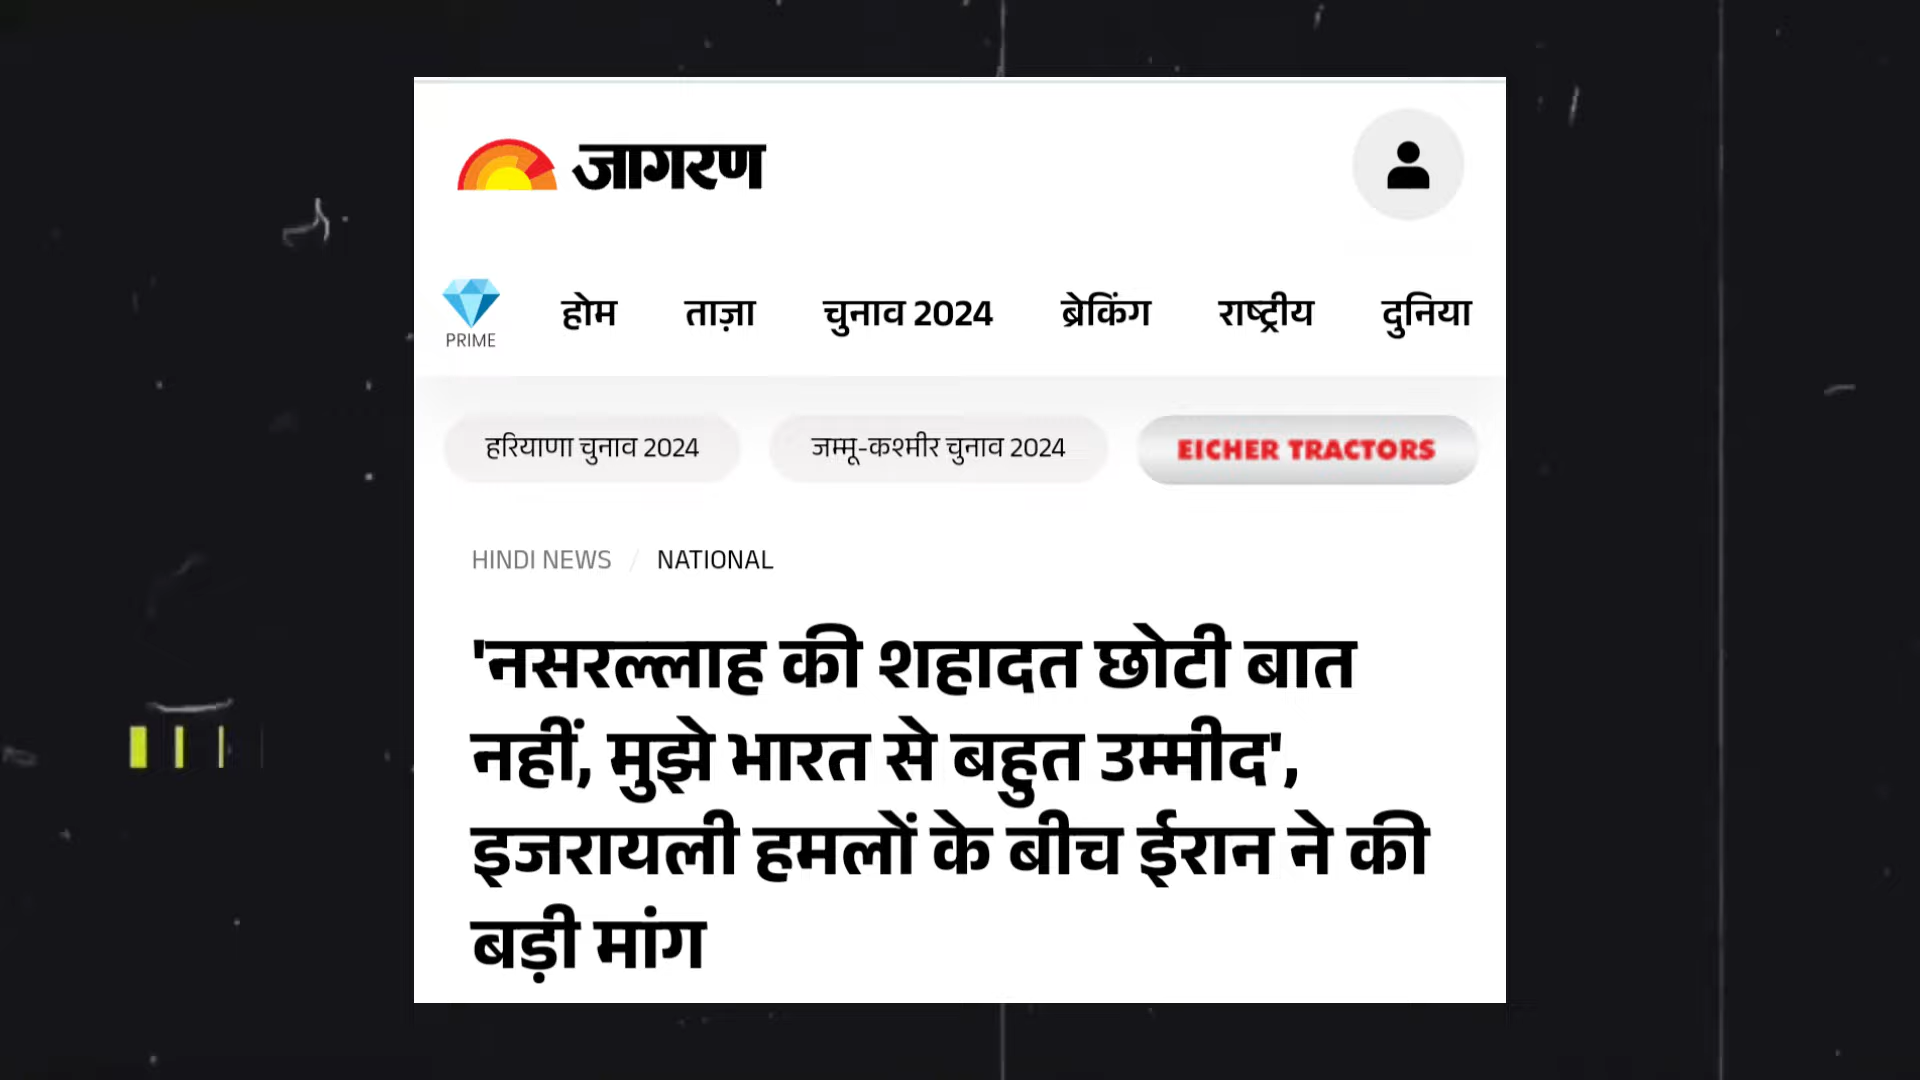 जागरण
PRIME
होम ताज़ा चुनाव 2024 ब्रेकिंग राष्ट्रीय दुनिया
हरियाणा चुनाव 2024 जम्मू-कश्मीर चुनाव 2024 EICHER TRACTORS
HINDI NEWS / NATIONAL
'नसरल्लाह की शहादत छोटी बात
नहीं, मुझे भारत से बहुत उम्मीद',
इजरायली हमलों के बीच ईरान ने की
बड़ी मांग